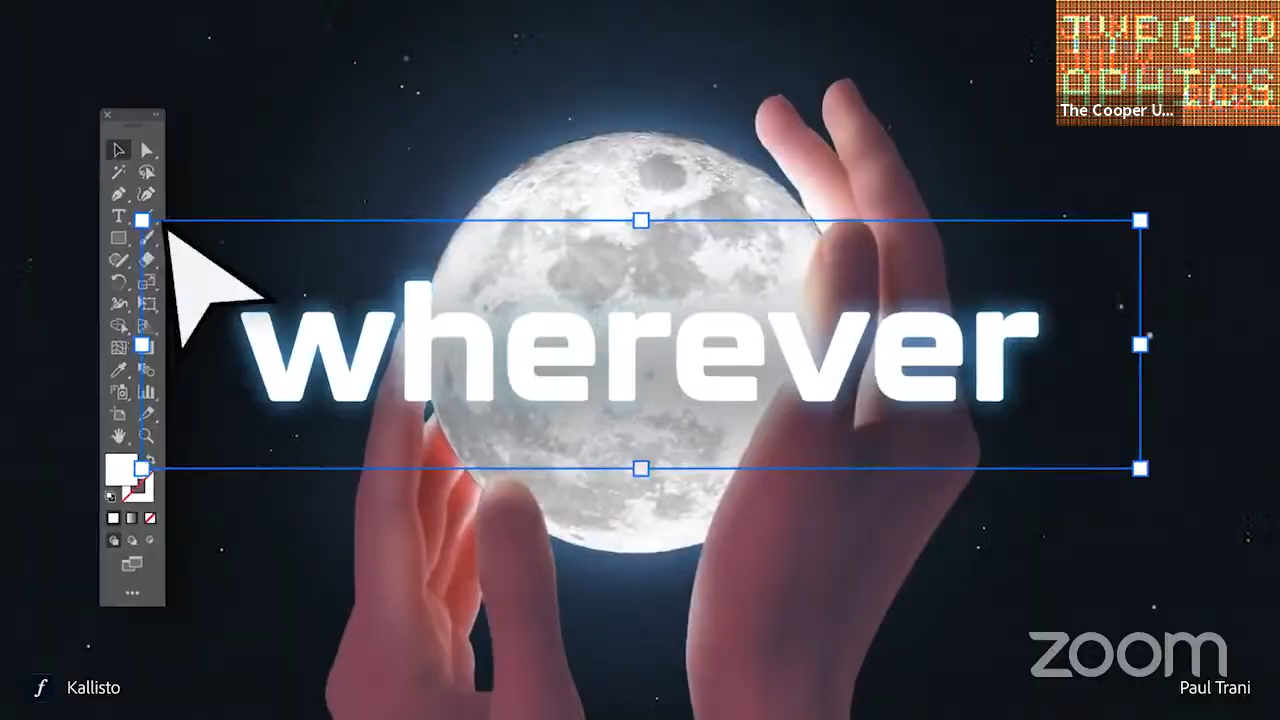 TYPOGR
APHICS
The Cooper U...
wherever
zoom
Kallisto
Paul Trani